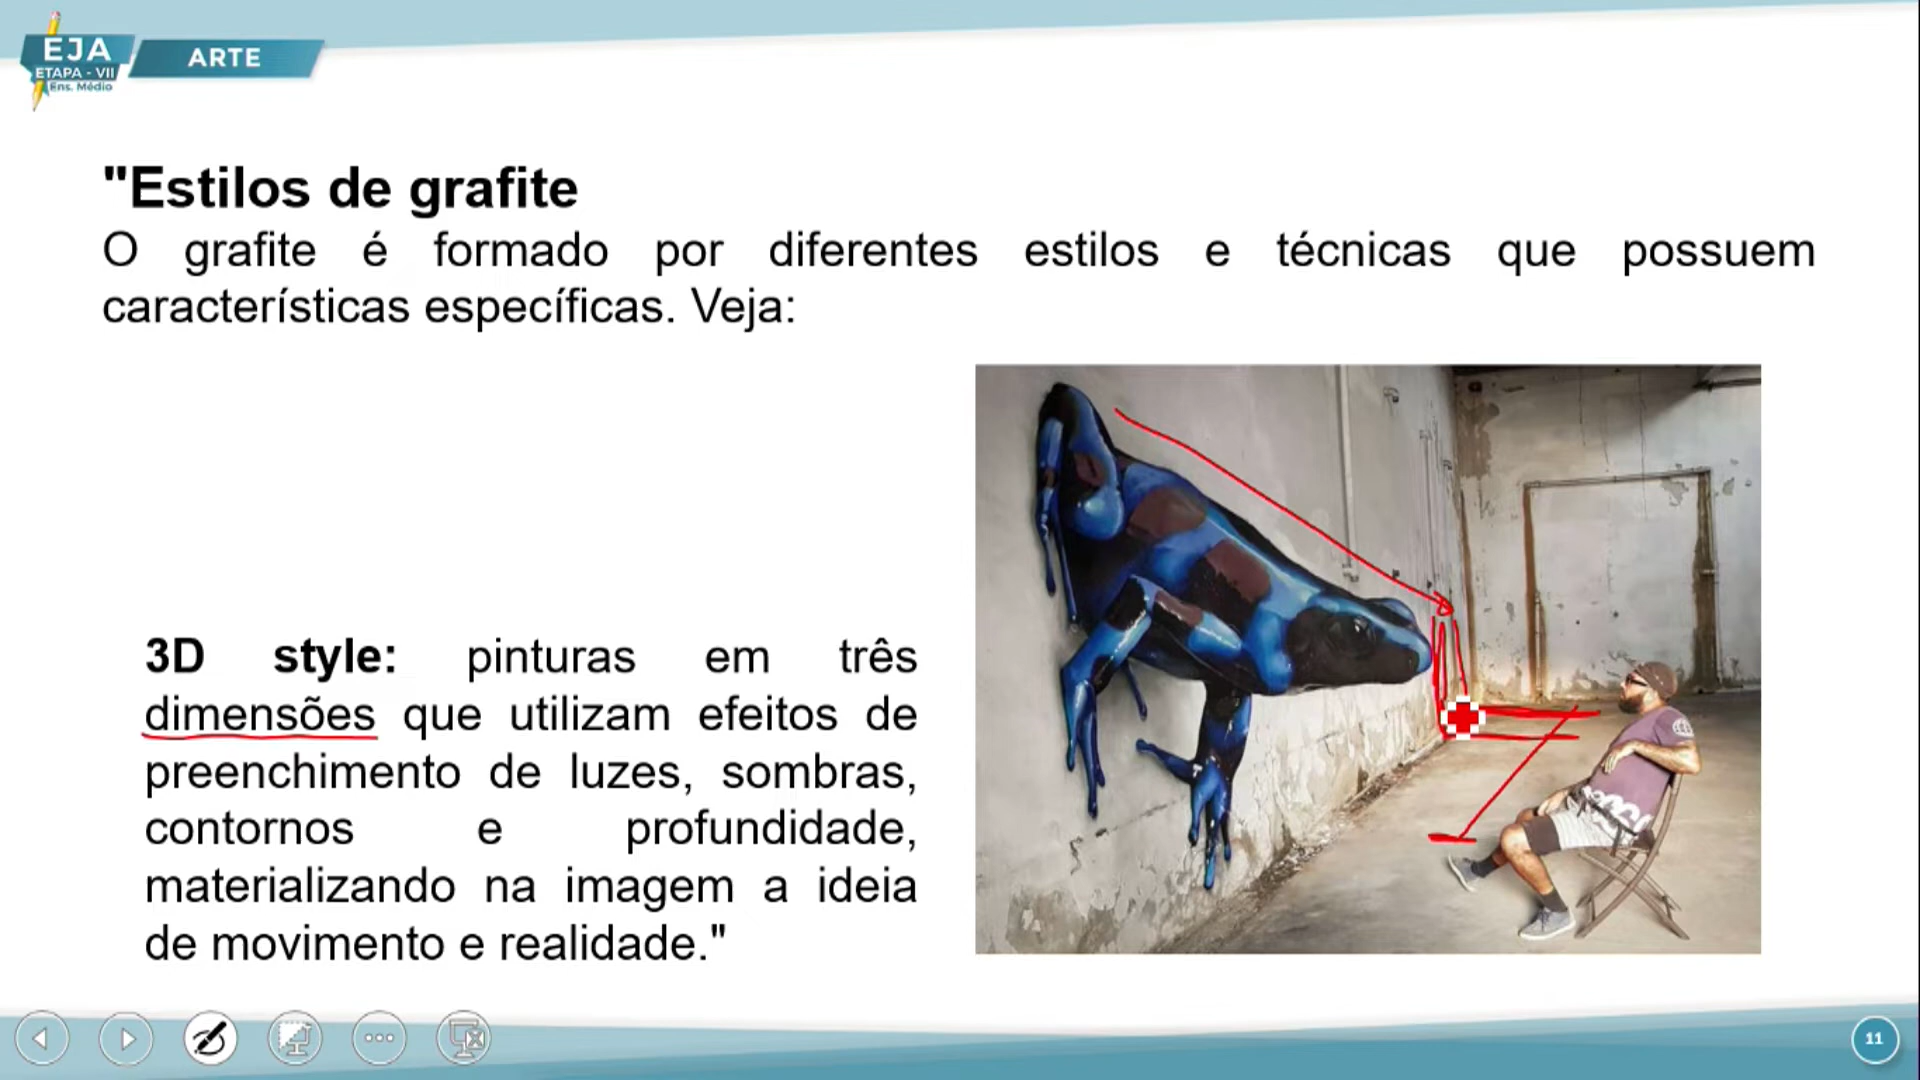 EJA
ETAPA - VII
Ens. Médio
ARTE
"Estilos de grafite
O grafite é formado por diferentes estilos e técnicas que possuem
características específicas. Veja:
3D style: pinturas em três
dimensões que utilizam efeitos de
preenchimento de luzes, sombras,
contornos e profundidade,
materializando na imagem a ideia
de movimento e realidade."
11